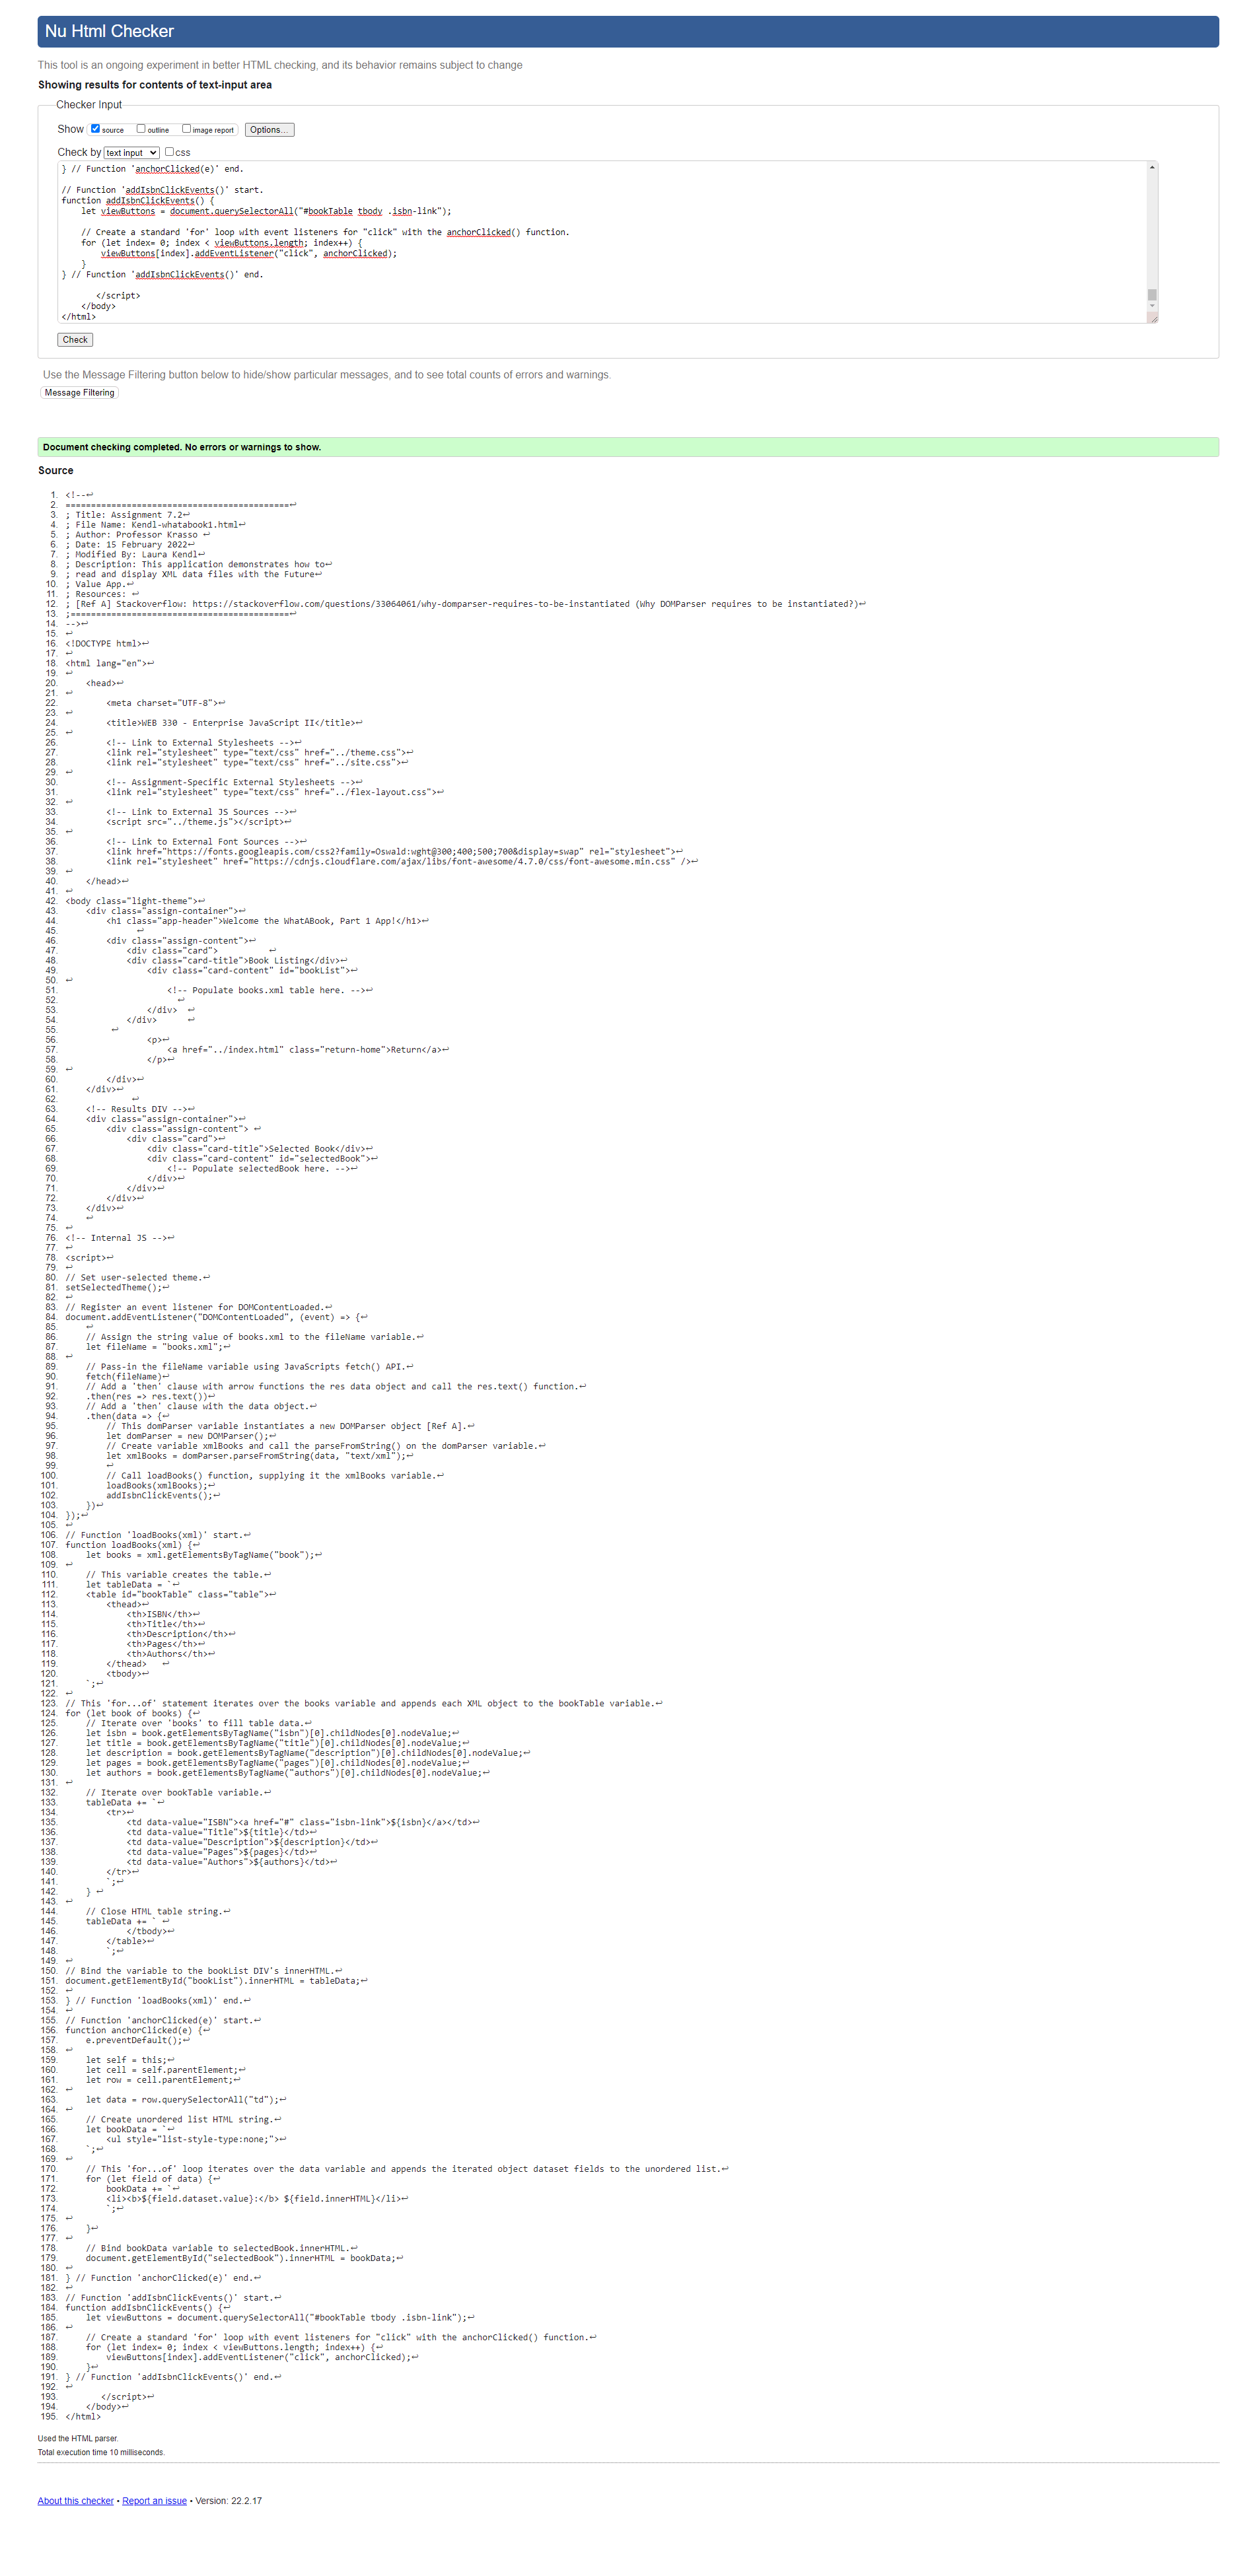 Nu Html Checker
This tool is an ongoing experiment in better HTML checking, and its behavior remains subject to change
Showing results for contents of text-input area
Checker Input
Show source outline image report Options...
Check by text input css
} // Function 'anchorClicked(e)' end.
// Function 'addIsbnClickEvents()' start.
function addIsbnClickEvents() {
    let viewButtons = document.querySelectorAll("#bookTable tbody .isbn-link");
    // Create a standard 'for' loop with event listeners for "click" with the anchorClicked() function.
    for (let index= 0; index < viewButtons.length; index++) {
        viewButtons[index].addEventListener("click", anchorClicked);
    }
} // Function 'addIsbnClickEvents()' end.
       </script>
    </body>
</html>
Check
Use the Message Filtering button below to hide/show particular messages, and to see total counts of errors and warnings.
Message Filtering
Document checking completed. No errors or warnings to show.
Source
1. <!--↩
2. ============================================↩
3. ; Title: Assignment 7.2↩
4. ; File Name: Kendl-whatabook1.html↩
5. ; Author: Professor Krasso ↩
6. ; Date: 15 February 2022↩
7. ; Modified By: Laura Kendl↩
8. ; Description: This application demonstrates how to↩
9. ; read and display XML data files with the Future↩
10. ; Value App.↩
11. ; Resources: ↩
12. ; [Ref A] Stackoverflow: https://stackoverflow.com/questions/33064061/why-domparser-requires-to-be-instantiated (Why DOMParser requires to be instantiated?)↩
13. ;===========================================↩
14. -->↩
15. ↩
16. <!DOCTYPE html>↩
17. ↩
18. <html lang="en">↩
19. ↩
20.     <head>↩
21. ↩
22.         <meta charset="UTF-8">↩
23. ↩
24.         <title>WEB 330 - Enterprise JavaScript II</title>↩
25. ↩
26.         <!-- Link to External Stylesheets -->↩
27.         <link rel="stylesheet" type="text/css" href="../theme.css">↩
28.         <link rel="stylesheet" type="text/css" href="../site.css">↩
29. ↩
30.         <!-- Assignment-Specific External Stylesheets -->↩
31.         <link rel="stylesheet" type="text/css" href="../flex-layout.css">↩
32. ↩
33.         <!-- Link to External JS Sources -->↩
34.         <script src="../theme.js"></script>↩
35. ↩
36.         <!-- Link to External Font Sources -->↩
37.         <link href="https://fonts.googleapis.com/css2?family=Oswald:wght@300;400;500;700&display=swap" rel="stylesheet">↩
38.         <link rel="stylesheet" href="https://cdnjs.cloudflare.com/ajax/libs/font-awesome/4.7.0/css/font-awesome.min.css" />↩
39. ↩
40.     </head>↩
41. ↩
42. <body class="light-theme">↩
43.     <div class="assign-container">↩
44.         <h1 class="app-header">Welcome the WhatABook, Part 1 App!</h1>↩
45.               ↩
46.         <div class="assign-content">↩
47.             <div class="card">          ↩
48.             <div class="card-title">Book Listing</div>↩
49.                 <div class="card-content" id="bookList">↩
50. ↩
51.                     <!-- Populate books.xml table here. -->↩
52.                       ↩
53.                 </div>  ↩
54.             </div>      ↩
55.          ↩
56.                 <p>↩
57.                     <a href="../index.html" class="return-home">Return</a>↩
58.                 </p>↩
59. ↩
60.         </div>↩
61.     </div>↩
62.              ↩
63.     <!-- Results DIV -->↩
64.     <div class="assign-container">↩
65.         <div class="assign-content"> ↩
66.             <div class="card">↩
67.                 <div class="card-title">Selected Book</div>↩
68.                 <div class="card-content" id="selectedBook">↩
69.                     <!-- Populate selectedBook here. -->↩
70.                 </div>↩
71.             </div>↩
72.         </div>↩
73.     </div>↩
74.     ↩
75. ↩
76. <!-- Internal JS -->↩
77. ↩
78. <script>↩
79. ↩
80. // Set user-selected theme.↩
81. setSelectedTheme();↩
82. ↩
83. // Register an event listener for DOMContentLoaded.↩
84. document.addEventListener("DOMContentLoaded", (event) => {↩
85.     ↩
86.     // Assign the string value of books.xml to the fileName variable.↩
87.     let fileName = "books.xml";↩
88. ↩
89.     // Pass-in the fileName variable using JavaScripts fetch() API.↩
90.     fetch(fileName)↩
91.     // Add a 'then' clause with arrow functions the res data object and call the res.text() function.↩
92.     .then(res => res.text())↩
93.     // Add a 'then' clause with the data object.↩
94.     .then(data => {↩
95.         // This domParser variable instantiates a new DOMParser object [Ref A].↩
96.         let domParser = new DOMParser();↩
97.         // Create variable xmlBooks and call the parseFromString() on the domParser variable.↩
98.         let xmlBooks = domParser.parseFromString(data, "text/xml");↩
99.         ↩
100.         // Call loadBooks() function, supplying it the xmlBooks variable.↩
101.         loadBooks(xmlBooks);↩
102.         addIsbnClickEvents();↩
103.     })↩
104. });↩
105. ↩
106. // Function 'loadBooks(xml)' start.↩
107. function loadBooks(xml) {↩
108.     let books = xml.getElementsByTagName("book");↩
109. ↩
110.     // This variable creates the table.↩
111.     let tableData = `↩
112.     <table id="bookTable" class="table">↩
113.         <thead>↩
114.             <th>ISBN</th>↩
115.             <th>Title</th>↩
116.             <th>Description</th>↩
117.             <th>Pages</th>↩
118.             <th>Authors</th>↩
119.         </thead>   ↩
120.         <tbody>↩
121.     `;↩
122. ↩
123. // This 'for...of' statement iterates over the books variable and appends each XML object to the bookTable variable.↩
124. for (let book of books) {↩
125.     // Iterate over 'books' to fill table data.↩
126.     let isbn = book.getElementsByTagName("isbn")[0].childNodes[0].nodeValue;↩
127.     let title = book.getElementsByTagName("title")[0].childNodes[0].nodeValue;↩
128.     let description = book.getElementsByTagName("description")[0].childNodes[0].nodeValue;↩
129.     let pages = book.getElementsByTagName("pages")[0].childNodes[0].nodeValue;↩
130.     let authors = book.getElementsByTagName("authors")[0].childNodes[0].nodeValue;↩
131. ↩
132.     // Iterate over bookTable variable.↩
133.     tableData += `↩
134.         <tr>↩
135.             <td data-value="ISBN"><a href="#" class="isbn-link">${isbn}</a></td>↩
136.             <td data-value="Title">${title}</td>↩
137.             <td data-value="Description">${description}</td>↩
138.             <td data-value="Pages">${pages}</td>↩
139.             <td data-value="Authors">${authors}</td>↩
140.         </tr>↩
141.         `;↩
142.     } ↩
143. ↩
144.     // Close HTML table string.↩
145.     tableData += ` ↩
146.             </tbody>↩
147.         </table>↩
148.         `;↩
149. ↩
150. // Bind the variable to the bookList DIV's innerHTML.↩
151. document.getElementById("bookList").innerHTML = tableData;↩
152. ↩
153. } // Function 'loadBooks(xml)' end.↩
154. ↩
155. // Function 'anchorClicked(e)' start.↩
156. function anchorClicked(e) {↩
157.     e.preventDefault();↩
158. ↩
159.     let self = this;↩
160.     let cell = self.parentElement;↩
161.     let row = cell.parentElement;↩
162. ↩
163.     let data = row.querySelectorAll("td");↩
164. ↩
165.     // Create unordered list HTML string.↩
166.     let bookData = `↩
167.         <ul style="list-style-type:none;">↩
168.     `;↩
169. ↩
170.     // This 'for...of' loop iterates over the data variable and appends the iterated object dataset fields to the unordered list.↩
171.     for (let field of data) {↩
172.         bookData += `↩
173.         <li><b>${field.dataset.value}:</b> ${field.innerHTML}</li>↩
174.         `;↩
175. ↩
176.     }↩
177. ↩
178.     // Bind bookData variable to selectedBook.innerHTML.↩
179.     document.getElementById("selectedBook").innerHTML = bookData;↩
180. ↩
181. } // Function 'anchorClicked(e)' end.↩
182. ↩
183. // Function 'addIsbnClickEvents()' start.↩
184. function addIsbnClickEvents() {↩
185.     let viewButtons = document.querySelectorAll("#bookTable tbody .isbn-link");↩
186. ↩
187.     // Create a standard 'for' loop with event listeners for "click" with the anchorClicked() function.↩
188.     for (let index= 0; index < viewButtons.length; index++) {↩
189.         viewButtons[index].addEventListener("click", anchorClicked);↩
190.     }↩
191. } // Function 'addIsbnClickEvents()' end.↩
192. ↩
193.        </script>↩
194.     </body>↩
195. </html>
Used the HTML parser.
Total execution time 10 milliseconds.
About this checker • Report an issue • Version: 22.2.17